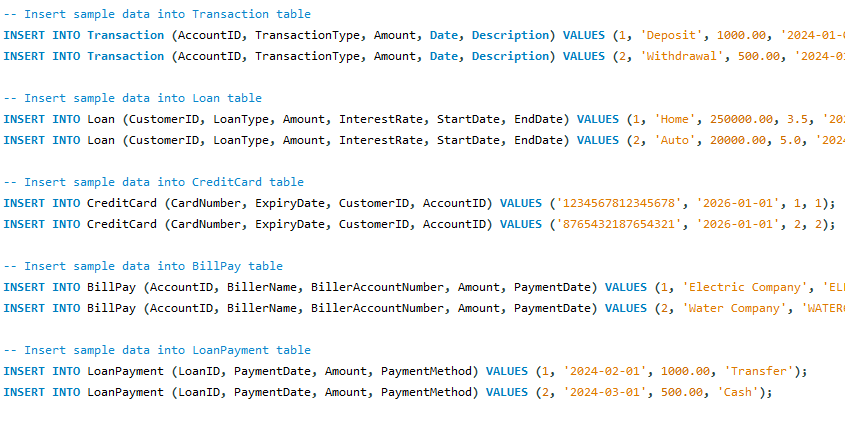 -- Insert sample data into Transaction table
INSERT INTO Transaction (AccountID, TransactionType, Amount, Date, Description) VALUES (1, 'Deposit', 1000.00, '2024-01-0
INSERT INTO Transaction (AccountID, TransactionType, Amount, Date, Description) VALUES (2, 'Withdrawal', 500.00, '2024-01
-- Insert sample data into Loan table
INSERT INTO Loan (CustomerID, LoanType, Amount, InterestRate, StartDate, EndDate) VALUES (1, 'Home', 250000.00, 3.5, '202
INSERT INTO Loan (CustomerID, LoanType, Amount, InterestRate, StartDate, EndDate) VALUES (2, 'Auto', 20000.00, 5.0, '2024
-- Insert sample data into CreditCard table
INSERT INTO CreditCard (CardNumber, ExpiryDate, CustomerID, AccountID) VALUES ('1234567812345678', '2026-01-01', 1, 1);
INSERT INTO CreditCard (CardNumber, ExpiryDate, CustomerID, AccountID) VALUES ('8765432187654321', '2026-01-01', 2, 2);
-- Insert sample data into BillPay table
INSERT INTO BillPay (AccountID, BillerName, BillerAccountNumber, Amount, PaymentDate) VALUES (1, 'Electric Company', 'ELE
INSERT INTO BillPay (AccountID, BillerName, BillerAccountNumber, Amount, PaymentDate) VALUES (2, 'Water Company', 'WATER
-- Insert sample data into LoanPayment table
INSERT INTO LoanPayment (LoanID, PaymentDate, Amount, PaymentMethod) VALUES (1, '2024-02-01', 1000.00, 'Transfer');
INSERT INTO LoanPayment (LoanID, PaymentDate, Amount, PaymentMethod) VALUES (2, '2024-03-01', 500.00, 'Cash');